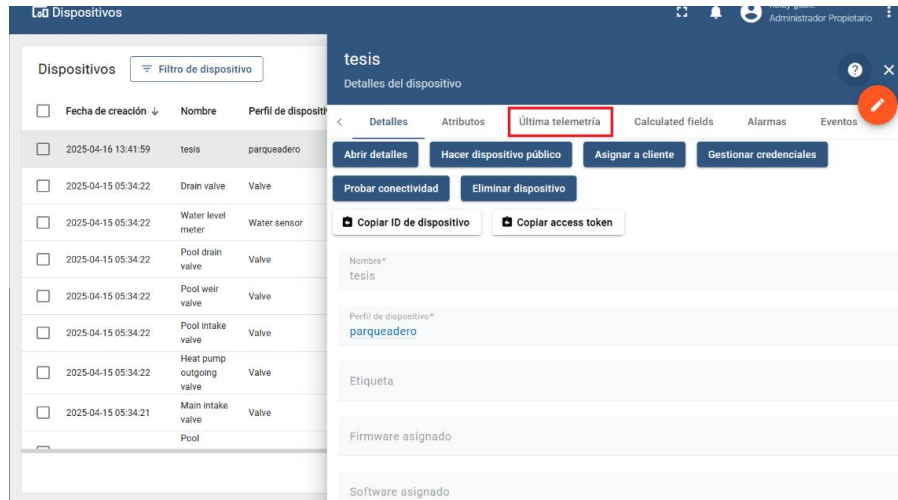 Dispositivos
Administrador Propietario
Dispositivos
Filtro de dispositivo
Fecha de creación
Nombre
Perfil de dispositi
2025-04-16 13:41:59 tesis parqueadero
2025-04-15 05:34:22 Drain valve Valve
2025-04-15 05:34:22 Water level meter Water sensor
2025-04-15 05:34:22 Pool drain valve Valve
2025-04-15 05:34:22 Pool weir valve Valve
2025-04-15 05:34:22 Pool intake valve Valve
2025-04-15 05:34:22 Heat pump outgoing valve Valve
2025-04-15 05:34:21 Main intake valve Valve
Pool
tesis
Detalles del dispositivo
Detalles Atributos Última telemetría Calculated fields Alarmas Eventos
Abrir detalles Hacer dispositivo público Asignar a cliente Gestionar credenciales
Probar conectividad Eliminar dispositivo
Copiar ID de dispositivo Copiar access token
Nombre*
tesis
Perfil de dispositivo*
parqueadero
Etiqueta
Firmware asignado
Software asignado